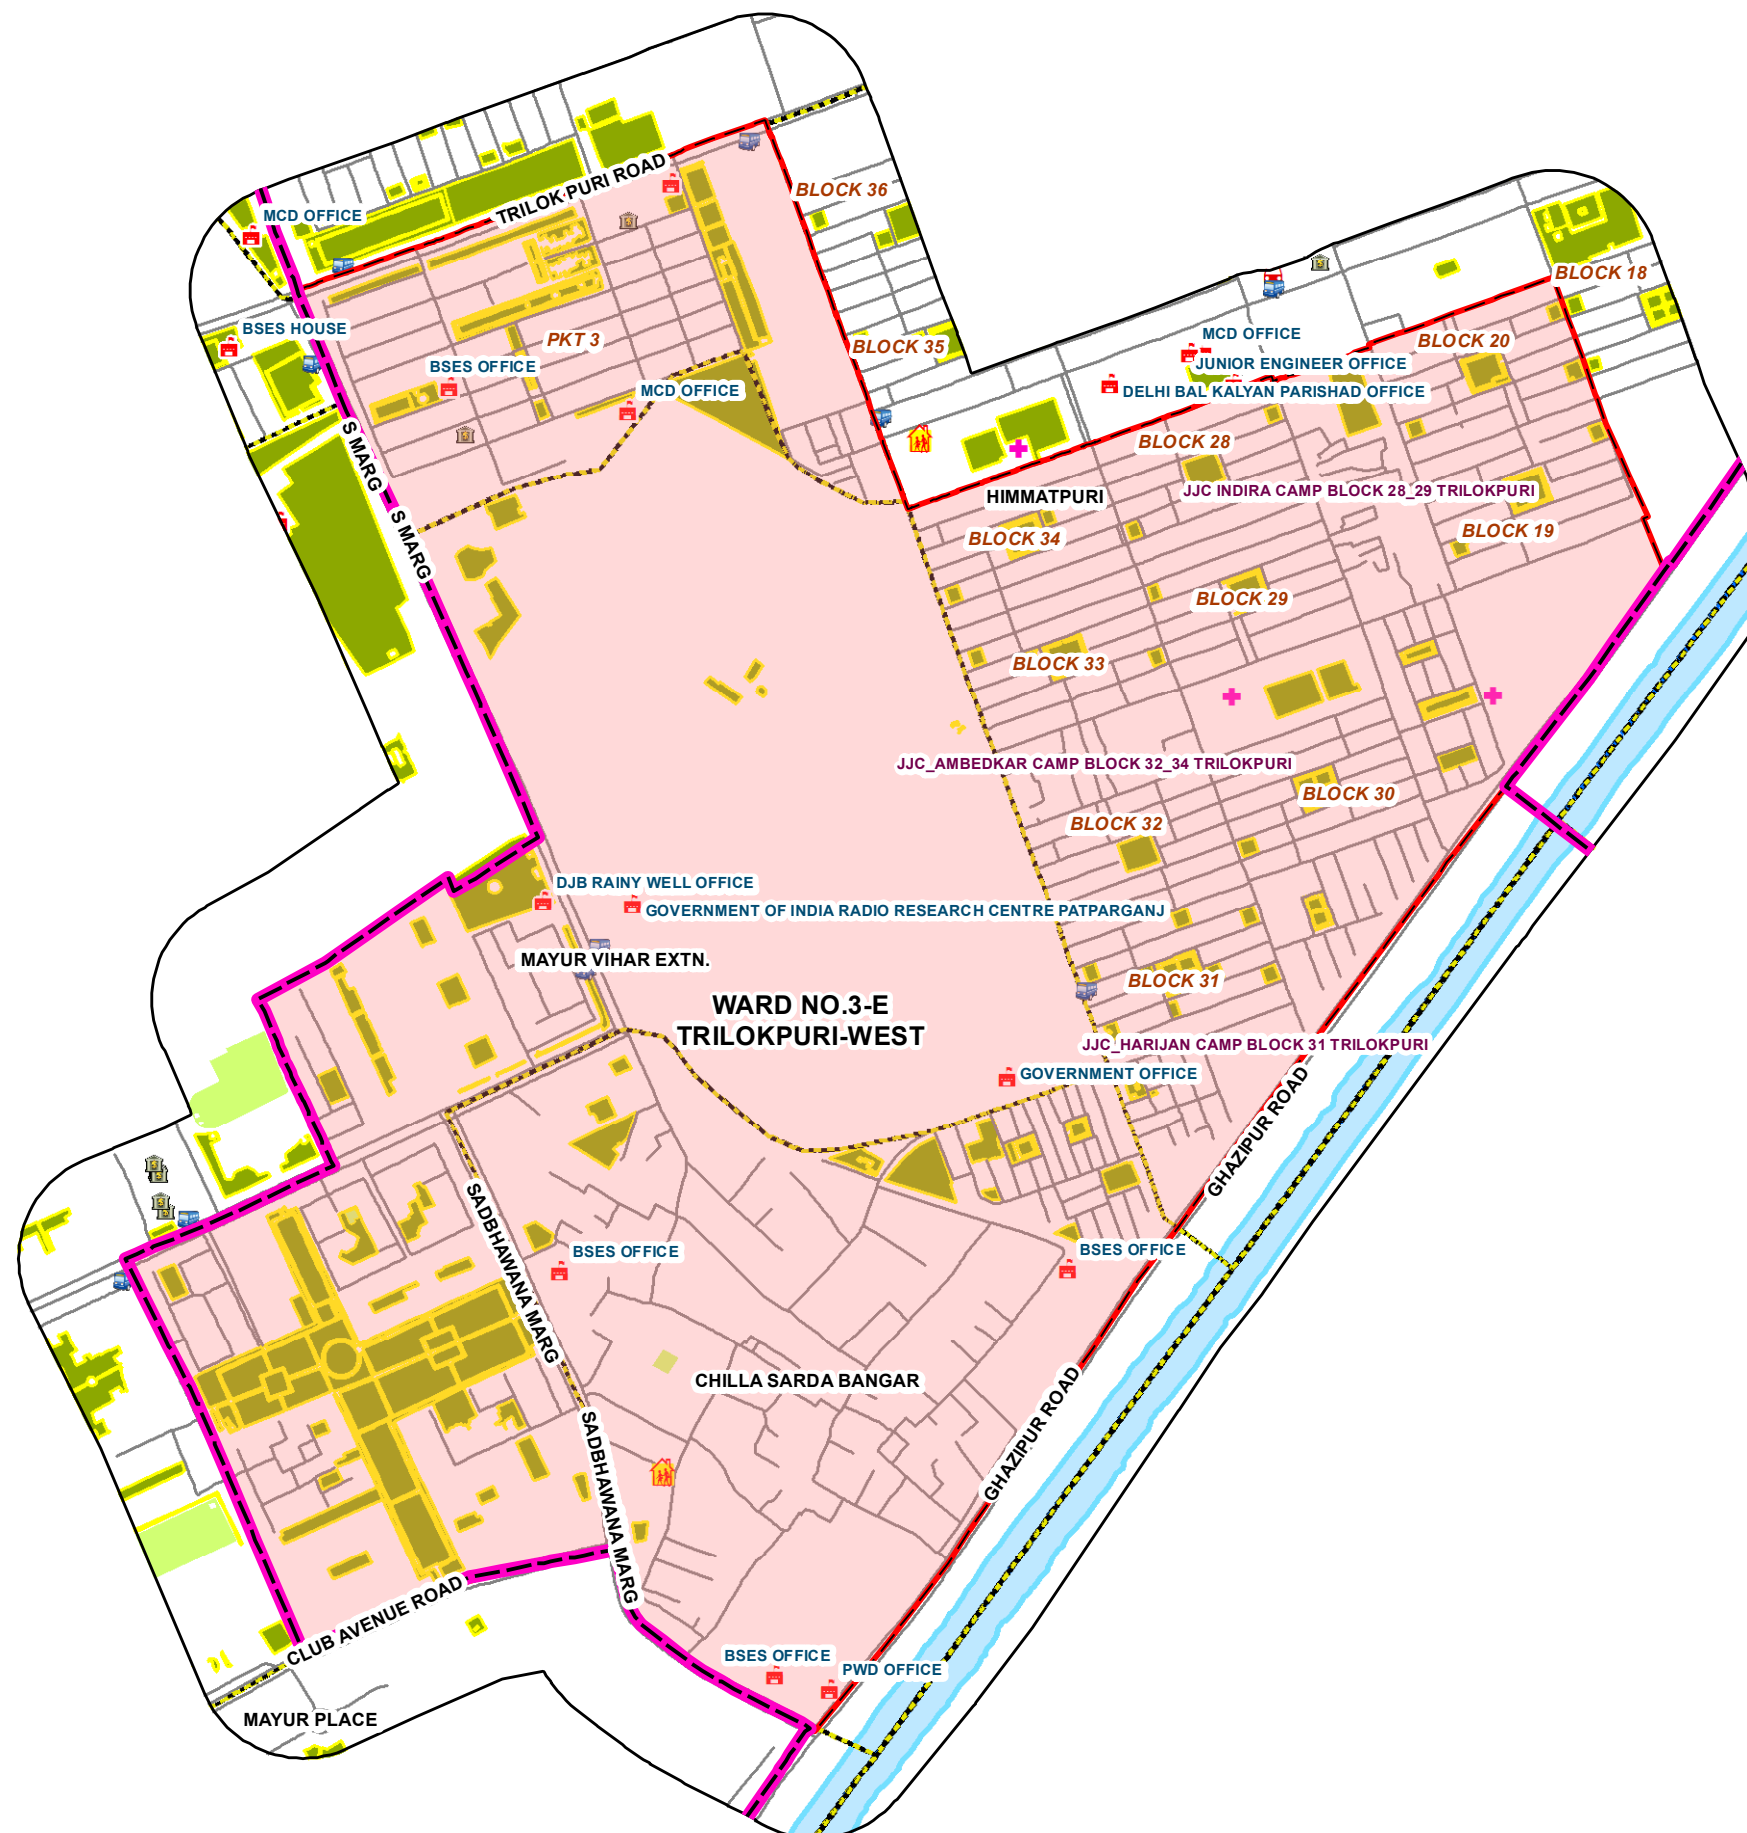 BLOCK 36
TRILOK PURI ROAD
MCD OFFICE
BLOCK 18
BSES HOUSE
PKT 3
BLOCK 35
MCD OFFICE
BLOCK 20
JUNIOR ENGINEER OFFICE
BSES OFFICE
MCD OFFICE
DELHI BAL KALYAN PARISHAD OFFICE
S MARG
BLOCK 28
HIMMATPURI
JJC INDIRA CAMP BLOCK 28_29 TRILOKPURI
S MARG
BLOCK 34
BLOCK 19
BLOCK 29
BLOCK 33
JJC_AMBEDKAR CAMP BLOCK 32_34 TRILOKPURI
BLOCK 30
BLOCK 32
DJB RAINY WELL OFFICE
GOVERNMENT OF INDIA RADIO RESEARCH CENTRE PATPARGANJ
MAYUR VIHAR EXTN.
BLOCK 31
WARD NO.3-E
TRILOKPURI-WEST
JJC_HARIJAN CAMP BLOCK 31 TRILOKPURI
GOVERNMENT OFFICE
GHAZIPUR ROAD
SADBHAWANA MARG
BSES OFFICE
BSES OFFICE
CHILLA SARDA BANGAR
GHAZIPUR ROAD
SADBHAWANA MARG
CLUB AVENUE ROAD
BSES OFFICE
PWD OFFICE
MAYUR PLACE